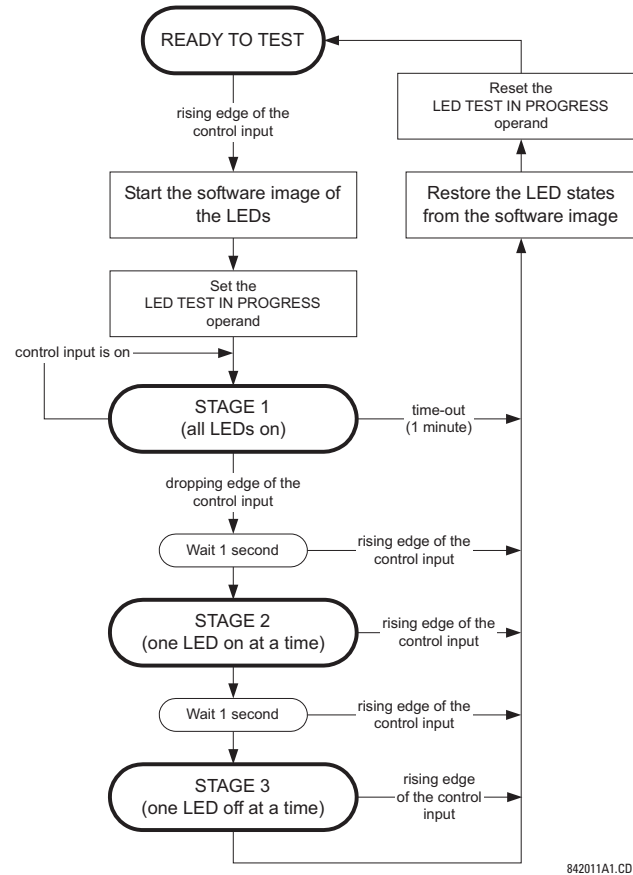 READY TO TEST
rising edge of the
control input
Start the software image of
the LEDs
Set the
LED TEST IN PROGRESS
operand
control input is on
STAGE 1
(all LEDs on)
time-out
(1 minute)
dropping edge of the
control input
Wait 1 second
rising edge of the
control input
STAGE 2
(one LED on at a time)
rising edge of the
control input
Wait 1 second
rising edge of the
control input
STAGE 3
(one LED off at a time)
rising edge
of the control
input
Restore the LED states
from the software image
Reset the
LED TEST IN PROGRESS
operand
842011A1.CD